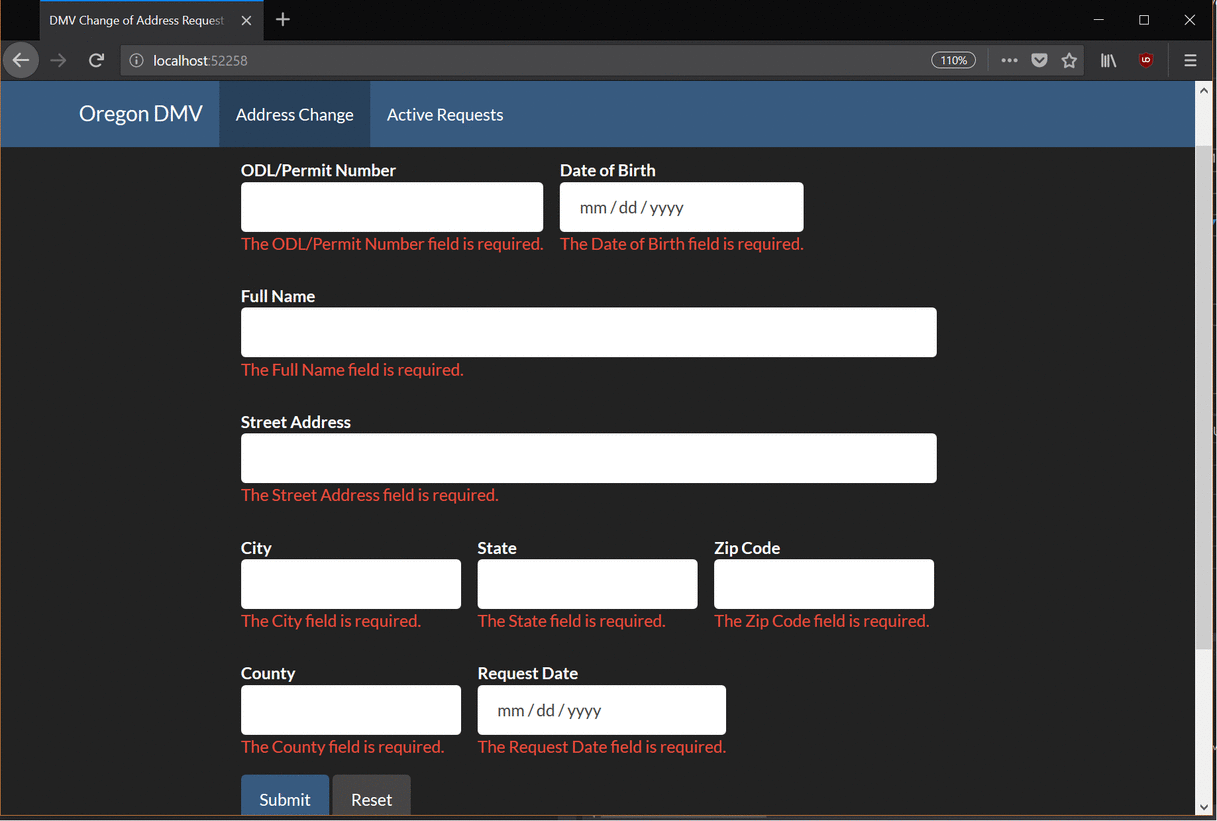 DMV Change of Address Request
localhost:52258
110%
Oregon DMV
Address Change
Active Requests
ODL/Permit Number
Date of Birth
mm / dd / yyyy
The ODL/Permit Number field is required.
The Date of Birth field is required.
Full Name
The Full Name field is required.
Street Address
The Street Address field is required.
City
State
Zip Code
The City field is required.
The State field is required.
The Zip Code field is required.
County
Request Date
mm / dd / yyyy
The County field is required.
The Request Date field is required.
Submit
Reset